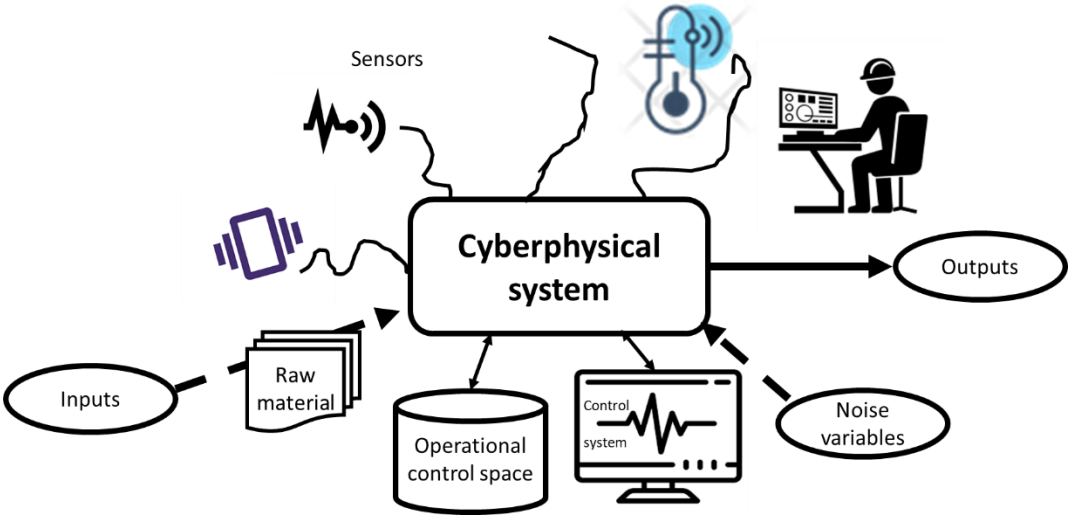 Sensors
Cyberphysical
system
Outputs
Inputs
Raw
material
Operational
control space
Control
system
Noise
variables